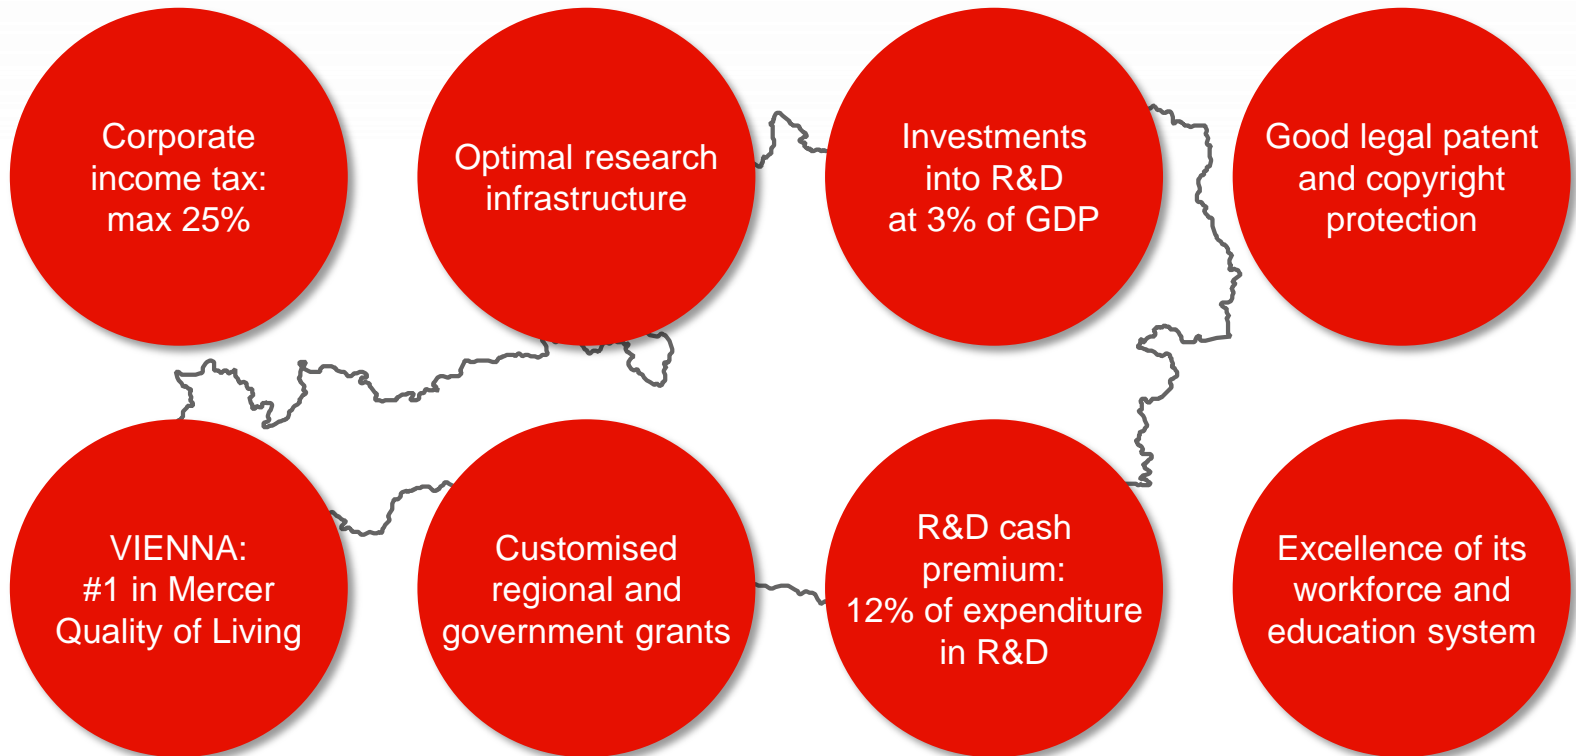 Corporate
income tax:
max 25%
Optimal research
infrastructure
Investments
into R&D
at 3% of GDP
Good legal patent
and copyright
protection
VIENNA:
#1 in Mercer
Quality of Living
Customised
regional and
government grants
R&D cash
premium:
12% of expenditure
in R&D
Excellence of its
workforce and
education system